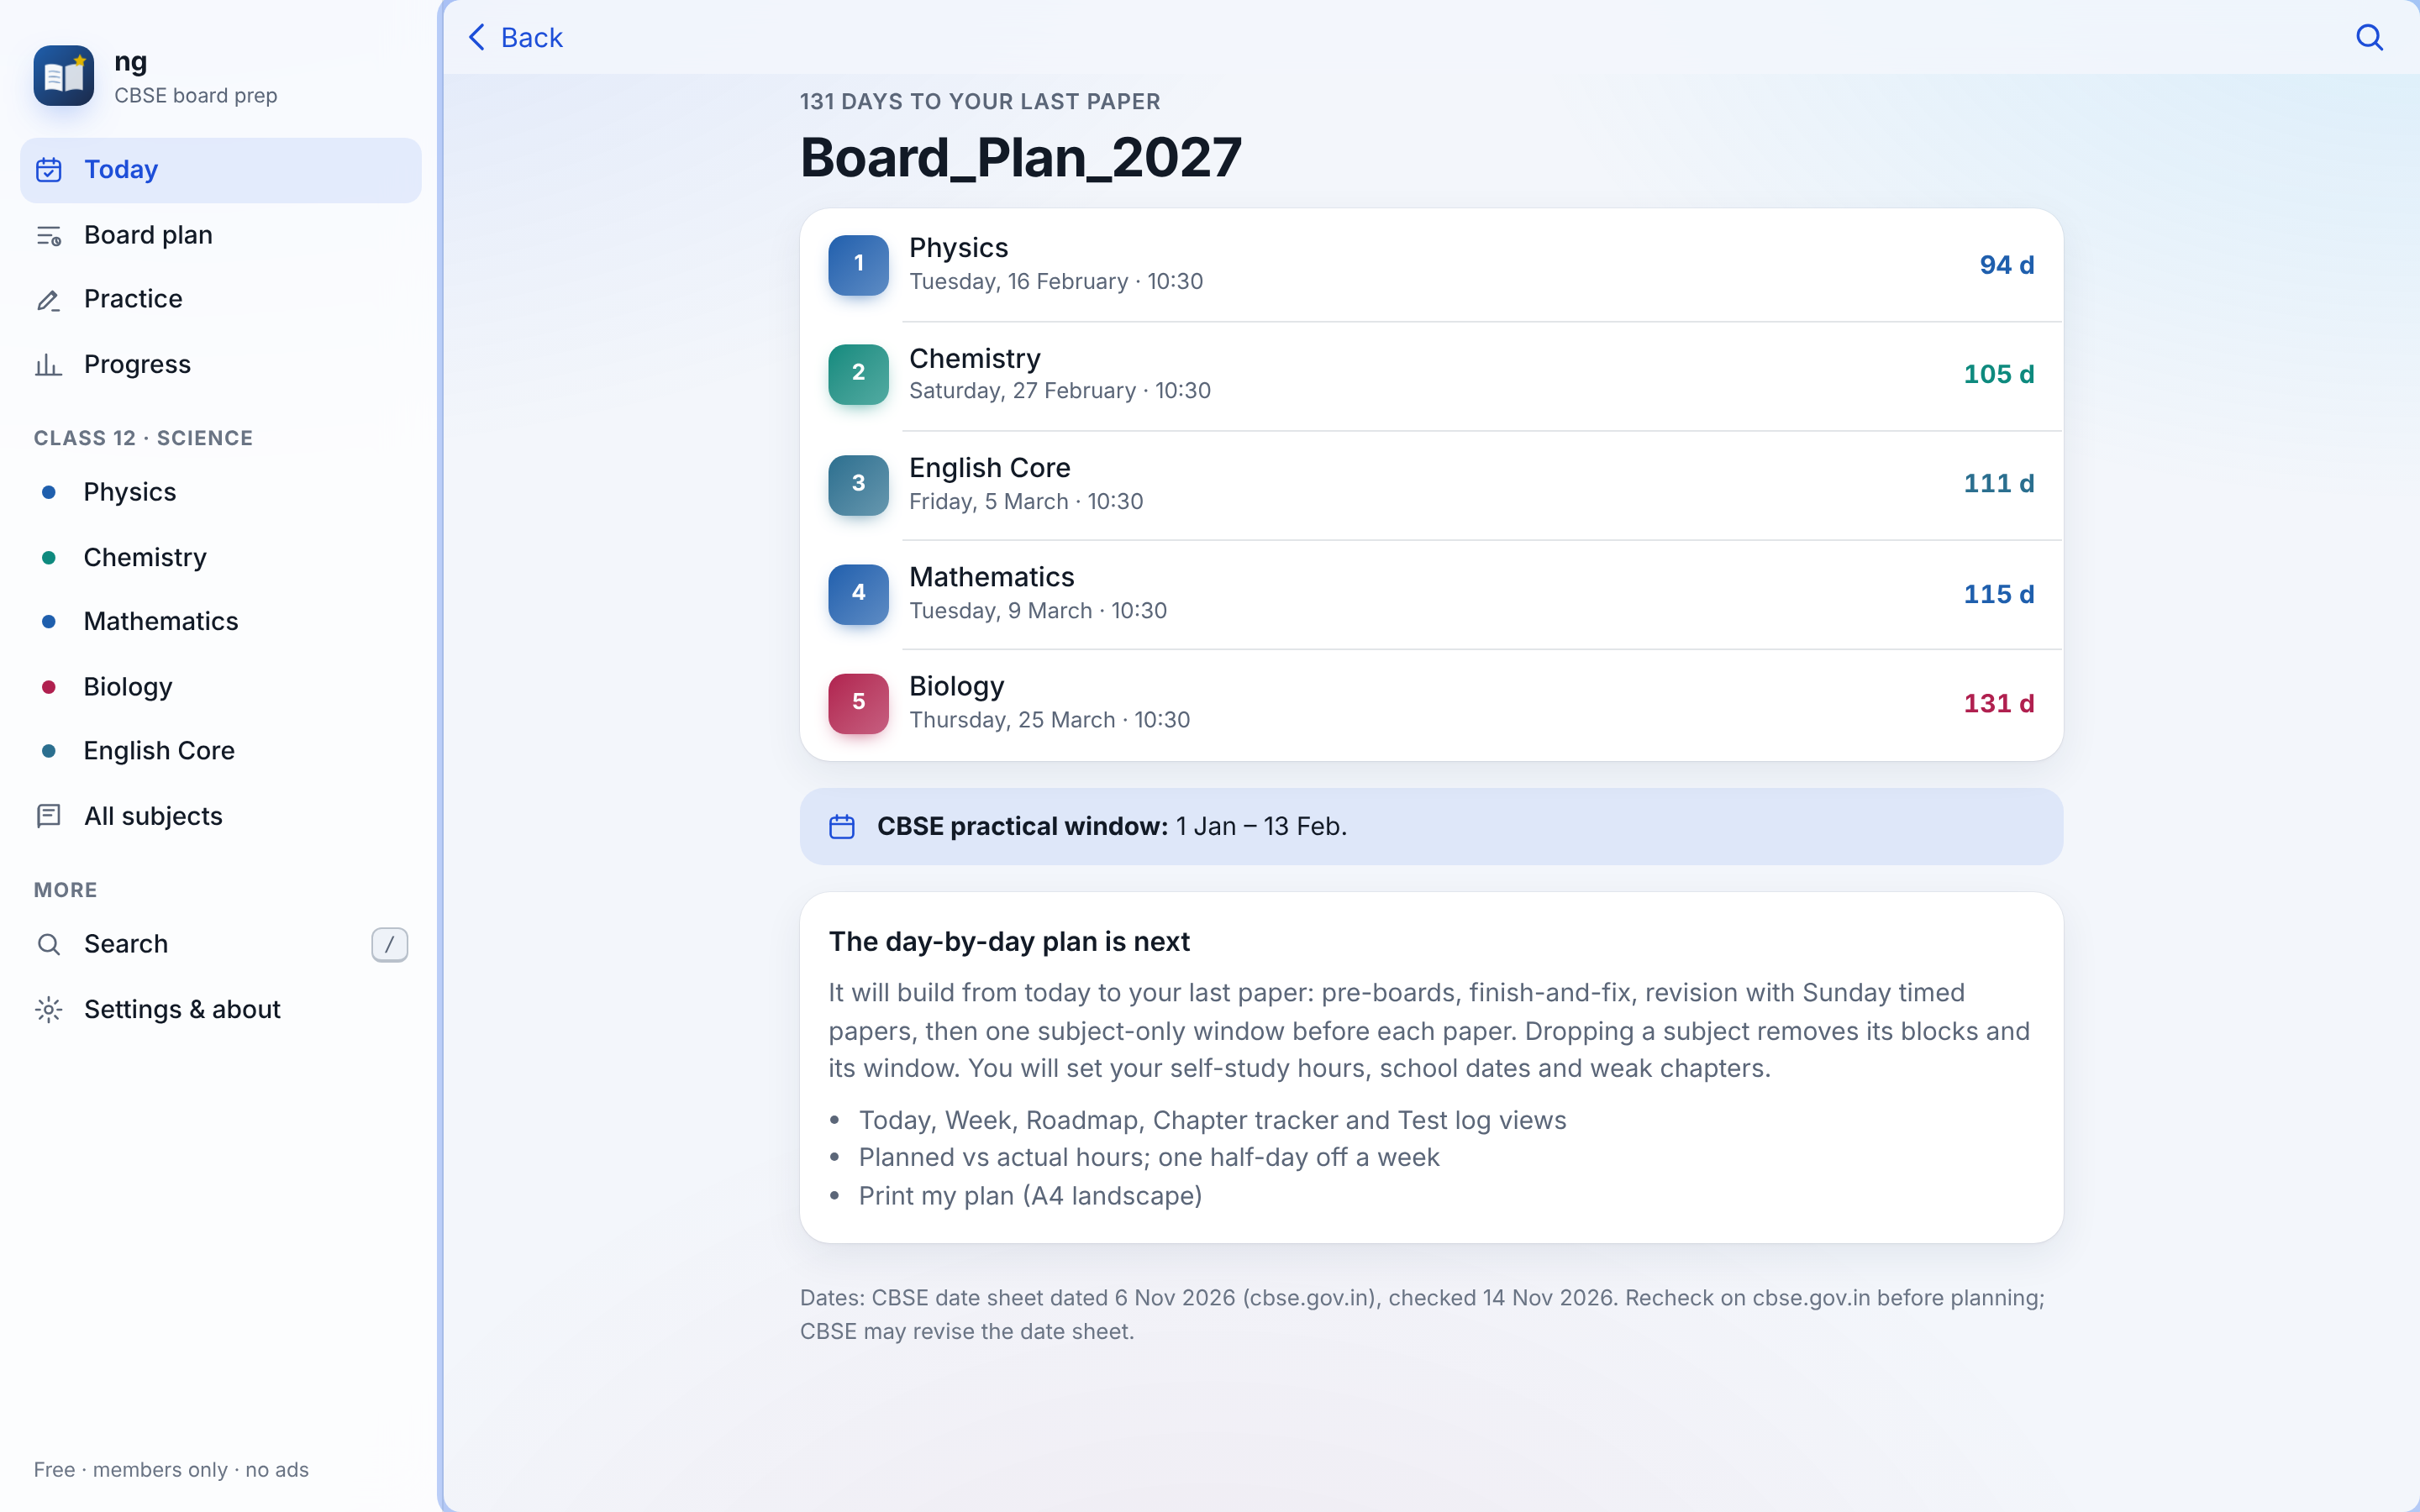 ng
CBSE board prep
Today
Board plan
Practice
Progress
CLASS 12 · SCIENCE
Physics
Chemistry
Mathematics
Biology
English Core
All subjects
MORE
Search /
Settings & about
Free · members only · no ads
Back
131 DAYS TO YOUR LAST PAPER
Board_Plan_2027
1 Physics 94 d
Tuesday, 16 February · 10:30
2 Chemistry 105 d
Saturday, 27 February · 10:30
3 English Core 111 d
Friday, 5 March · 10:30
4 Mathematics 115 d
Tuesday, 9 March · 10:30
5 Biology 131 d
Thursday, 25 March · 10:30
CBSE practical window: 1 Jan – 13 Feb.
The day-by-day plan is next
It will build from today to your last paper: pre-boards, finish-and-fix, revision with Sunday timed
papers, then one subject-only window before each paper. Dropping a subject removes its blocks and
its window. You will set your self-study hours, school dates and weak chapters.
• Today, Week, Roadmap, Chapter tracker and Test log views
• Planned vs actual hours; one half-day off a week
• Print my plan (A4 landscape)
Dates: CBSE date sheet dated 6 Nov 2026 (cbse.gov.in), checked 14 Nov 2026. Recheck on cbse.gov.in before planning;
CBSE may revise the date sheet.